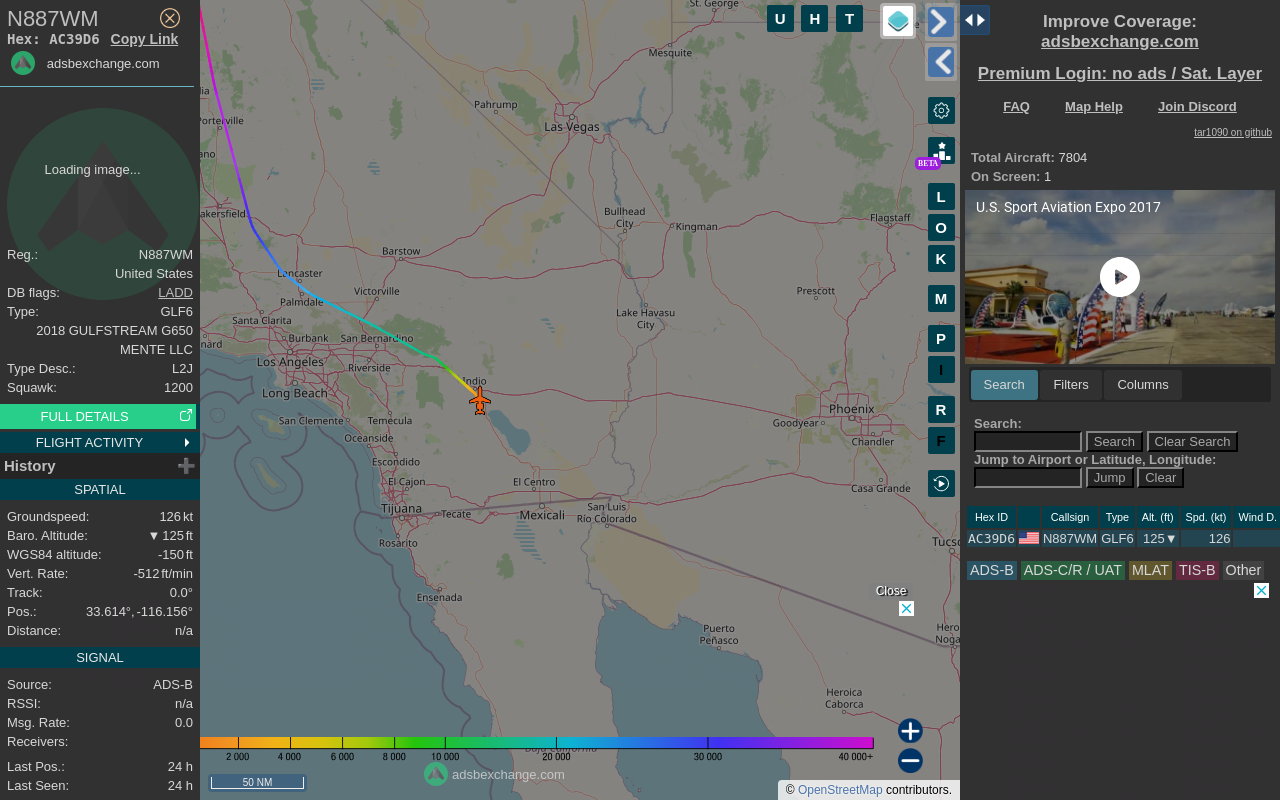 N887WM
Hex: AC39D6 Copy Link
adsbexchange.com
Loading image...
Reg.: N887WM
United States
DB flags: LADD
Type: GLF6
2018 GULFSTREAM G650
MENTE LLC
Type Desc.: L2J
Squawk: 1200
FULL DETAILS
FLIGHT ACTIVITY
History
SPATIAL
Groundspeed: 126 kt
Baro. Altitude: ▼ 125 ft
WGS84 altitude: -150 ft
Vert. Rate: -512 ft/min
Track: 0.0°
Pos.: 33.614°, -116.156°
Distance: n/a
SIGNAL
Source: ADS-B
RSSI: n/a
Msg. Rate: 0.0
Receivers:
Last Pos.: 24 h
Last Seen: 24 h
St. George
Mesquite
Pahrump
Las Vegas
Porterville
akersfield
Bullhead
City
Kingman
Flagstaff
Barstow
Lancaster
Palmdale
Victorville
Prescott
Santa Clarita
Lake Havasu
City
Burbank
San Bernardino
Los Angeles
Riverside
Indio
Long Beach
San Clemente
Temecula
Oceanside
Escondido
El Cajon
El Centro
Tijuana
Tecate
Mexicali
San Luis
Río Colorado
Rosarito
Phoenix
Goodyear
Chandler
Casa Grande
Tucso
Ensenada
Puerto
Peñasco
Hero
Noga
Heroica
Caborca
Baja California
U H T
BETA
L
O
K
M
P
I
R
F
Close
2 000 4 000 6 000 8 000 10 000 20 000 30 000 40 000+
adsbexchange.com
50 NM
© OpenStreetMap contributors.
Improve Coverage:
adsbexchange.com
Premium Login: no ads / Sat. Layer
FAQ Map Help Join Discord
tar1090 on github
Total Aircraft: 7804
On Screen: 1
U.S. Sport Aviation Expo 2017
Search Filters Columns
Search:
Search Clear Search
Jump to Airport or Latitude, Longitude:
Jump Clear
Hex ID Callsign Type Alt. (ft) Spd. (kt) Wind D.
AC39D6 N887WM GLF6 125▼ 126
ADS-B ADS-C/R / UAT MLAT TIS-B Other